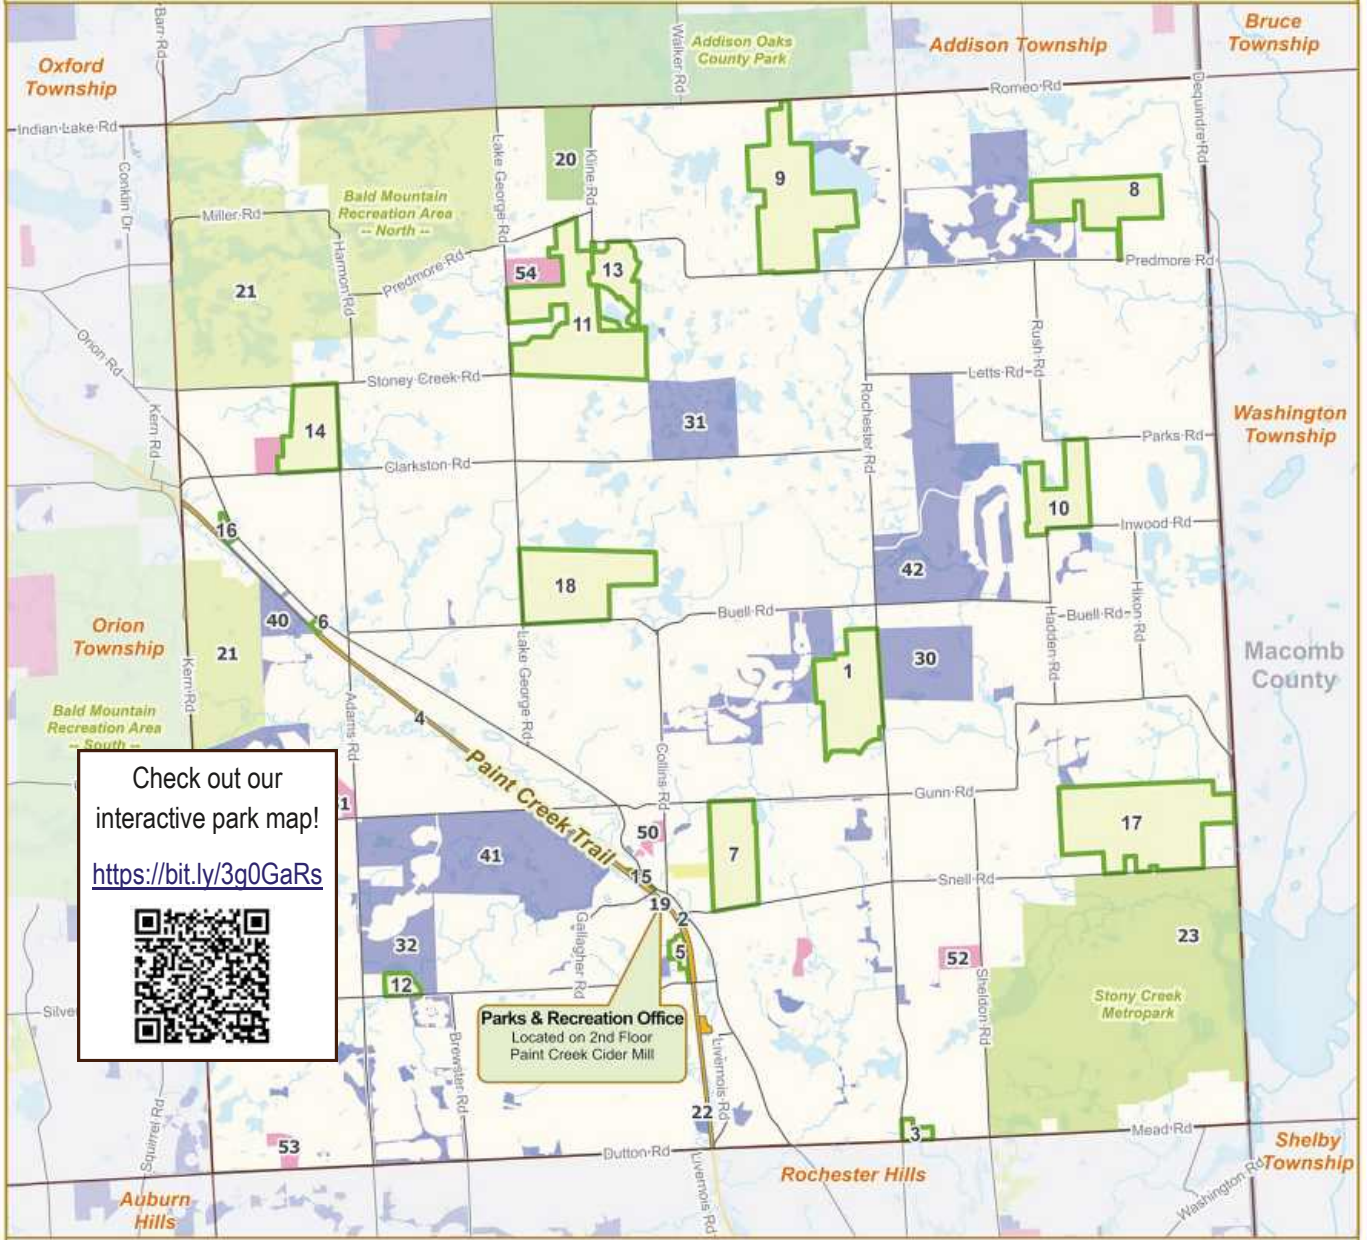 Bruce
Township
Addison Oaks
County Park
Addison Township
Oxford
Township
Barr Rd
Walker Rd
Romeo Rd
Dequindre Rd
Indian Lake Rd
Conklin Dr
Lake George Rd
Kline Rd
20
9
8
Bald Mountain
Recreation Area
-- North --
Miller Rd
Harmon Rd
Predmore Rd
54
13
Predmore Rd
21
11
Orion Rd
Rush Rd
Stoney Creek Rd
Letts Rd
Kern Rd
Rochester Rd
Washington
Township
14
31
Parks Rd
Clarkston Rd
10
16
Inwood Rd
42
18
Orion
Township
40
6
Buell Rd
Buell Rd
Hadden Rd
Hixon Rd
21
Kern Rd
Lake George Rd
1
30
Macomb
County
Bald Mountain
Recreation Area
-- South --
Adams Rd
4
Collins Rd
Paint Creek Trail
Check out our
interactive park map!
https://bit.ly/3g0GaRs
Gunn Rd
50
17
41
7
15
Snell Rd
19
2
Gallagher Rd
32
5
23
52
12
Sheldon Rd
Stony Creek
Metropark
Parks & Recreation Office
Located on 2nd Floor
Paint Creek Cider Mill
Brewster Rd
Livernois Rd
22
3
53
Squirrel Rd
Dutton Rd
Mead Rd
Livernois Rd
Rochester Hills
Shelby
Township
Washington Rd
Auburn
Hills